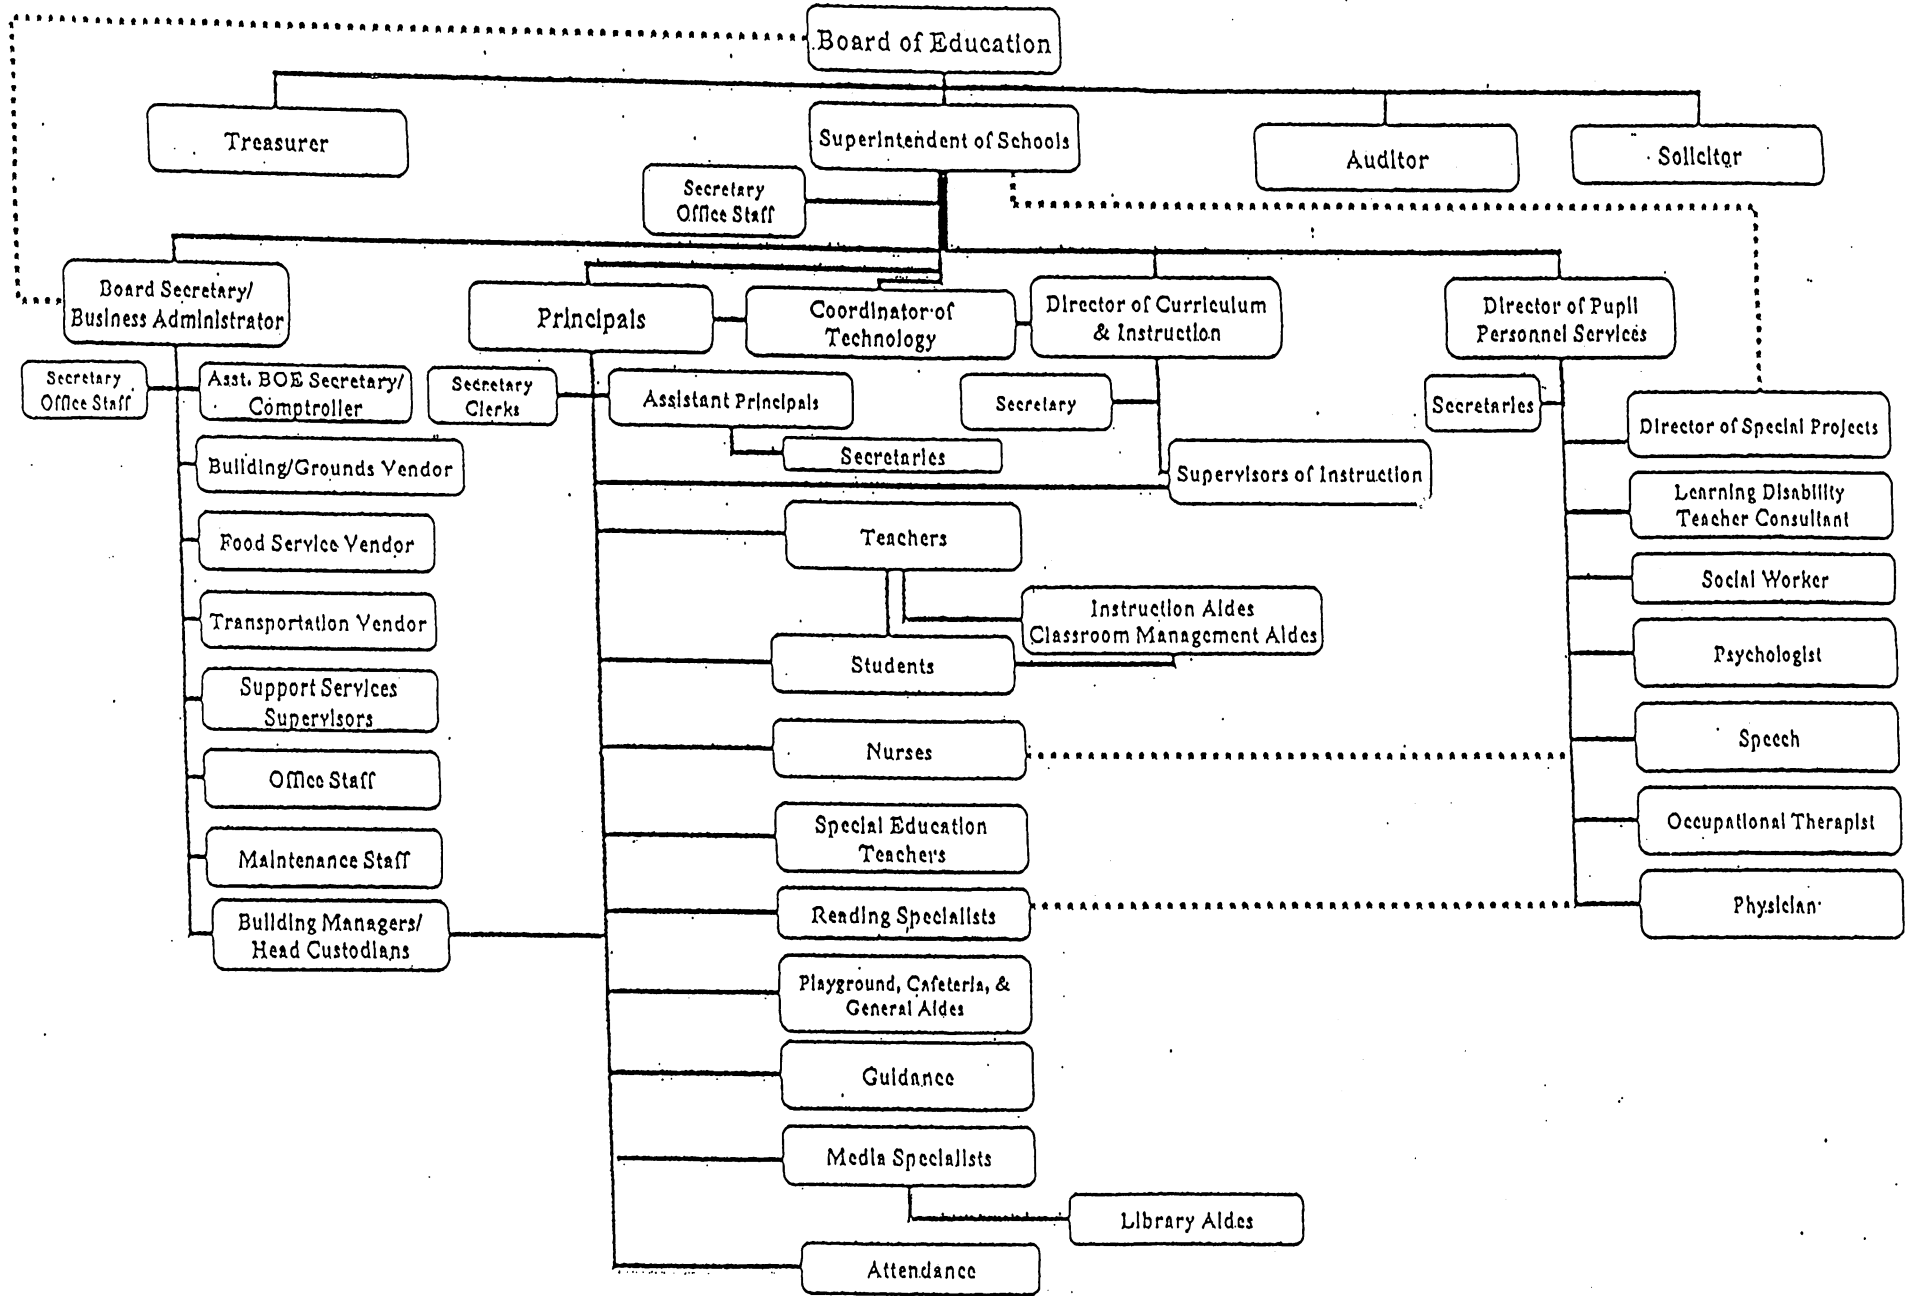 Board of Education
Treasurer
Superintendent of Schools
Auditor
Solicitor
Secretary
Office Staff
Board Secretary/
Business Administrator
Principals
Coordinator of
Technology
Director of Curriculum
& Instruction
Director of Pupil
Personnel Services
Secretary
Office Staff
Asst. BOE Secretary/
Comptroller
Secretary
Clerks
Assistant Principals
Secretary
Secretaries
Director of Special Projects
Secretaries
Building/Grounds Vendor
Supervisors of Instruction
Learning Disability
Teacher Consultant
Food Service Vendor
Teachers
Social Worker
Transportation Vendor
Instruction Aides
Classroom Management Aides
Students
Psychologist
Support Services
Supervisors
Nurses
Speech
Office Staff
Special Education
Teachers
Occupational Therapist
Maintenance Staff
Reading Specialists
Physician
Building Managers/
Head Custodians
Playground, Cafeteria, &
General Aides
Guidance
Media Specialists
Library Aides
Attendance